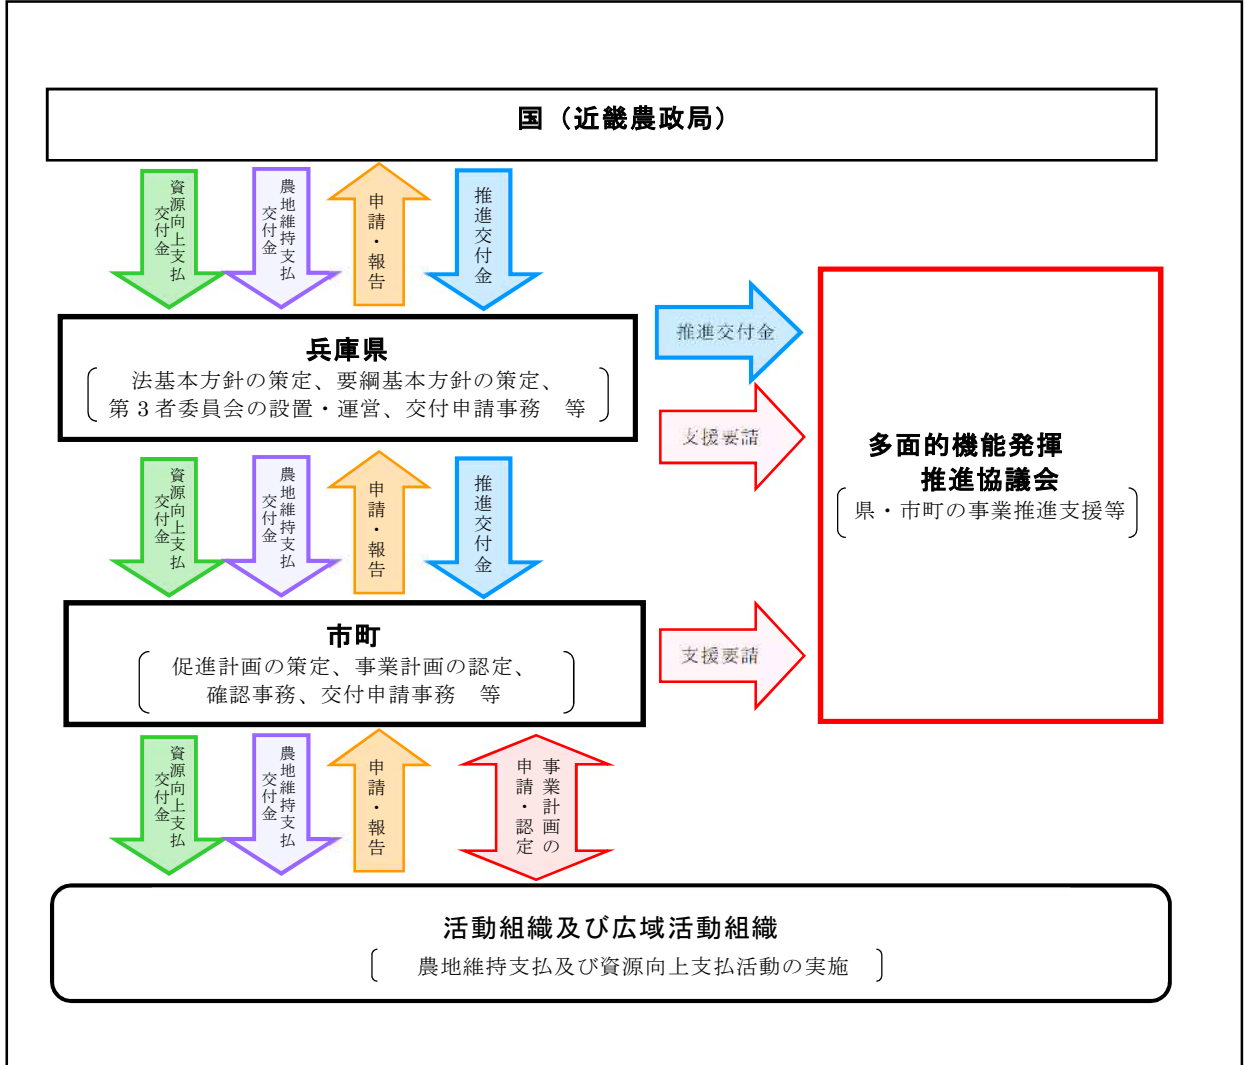 国（近畿農政局）
資源向上支払
交付金
農地維持支払
交付金
申請・報告
推進交付金
兵庫県
法基本方針の策定、要綱基本方針の策定、
第３者委員会の設置・運営、交付申請事務　等
推進交付金
支援要請
多面的機能発揮
推進協議会
県・市町の事業推進支援等
資源向上支払
交付金
農地維持支払
交付金
申請・報告
推進交付金
市町
促進計画の策定、事業計画の認定、
確認事務、交付申請事務　等
支援要請
資源向上支払
交付金
農地維持支払
交付金
申請・報告
事業計画の
申請・認定
活動組織及び広域活動組織
農地維持支払及び資源向上支払活動の実施